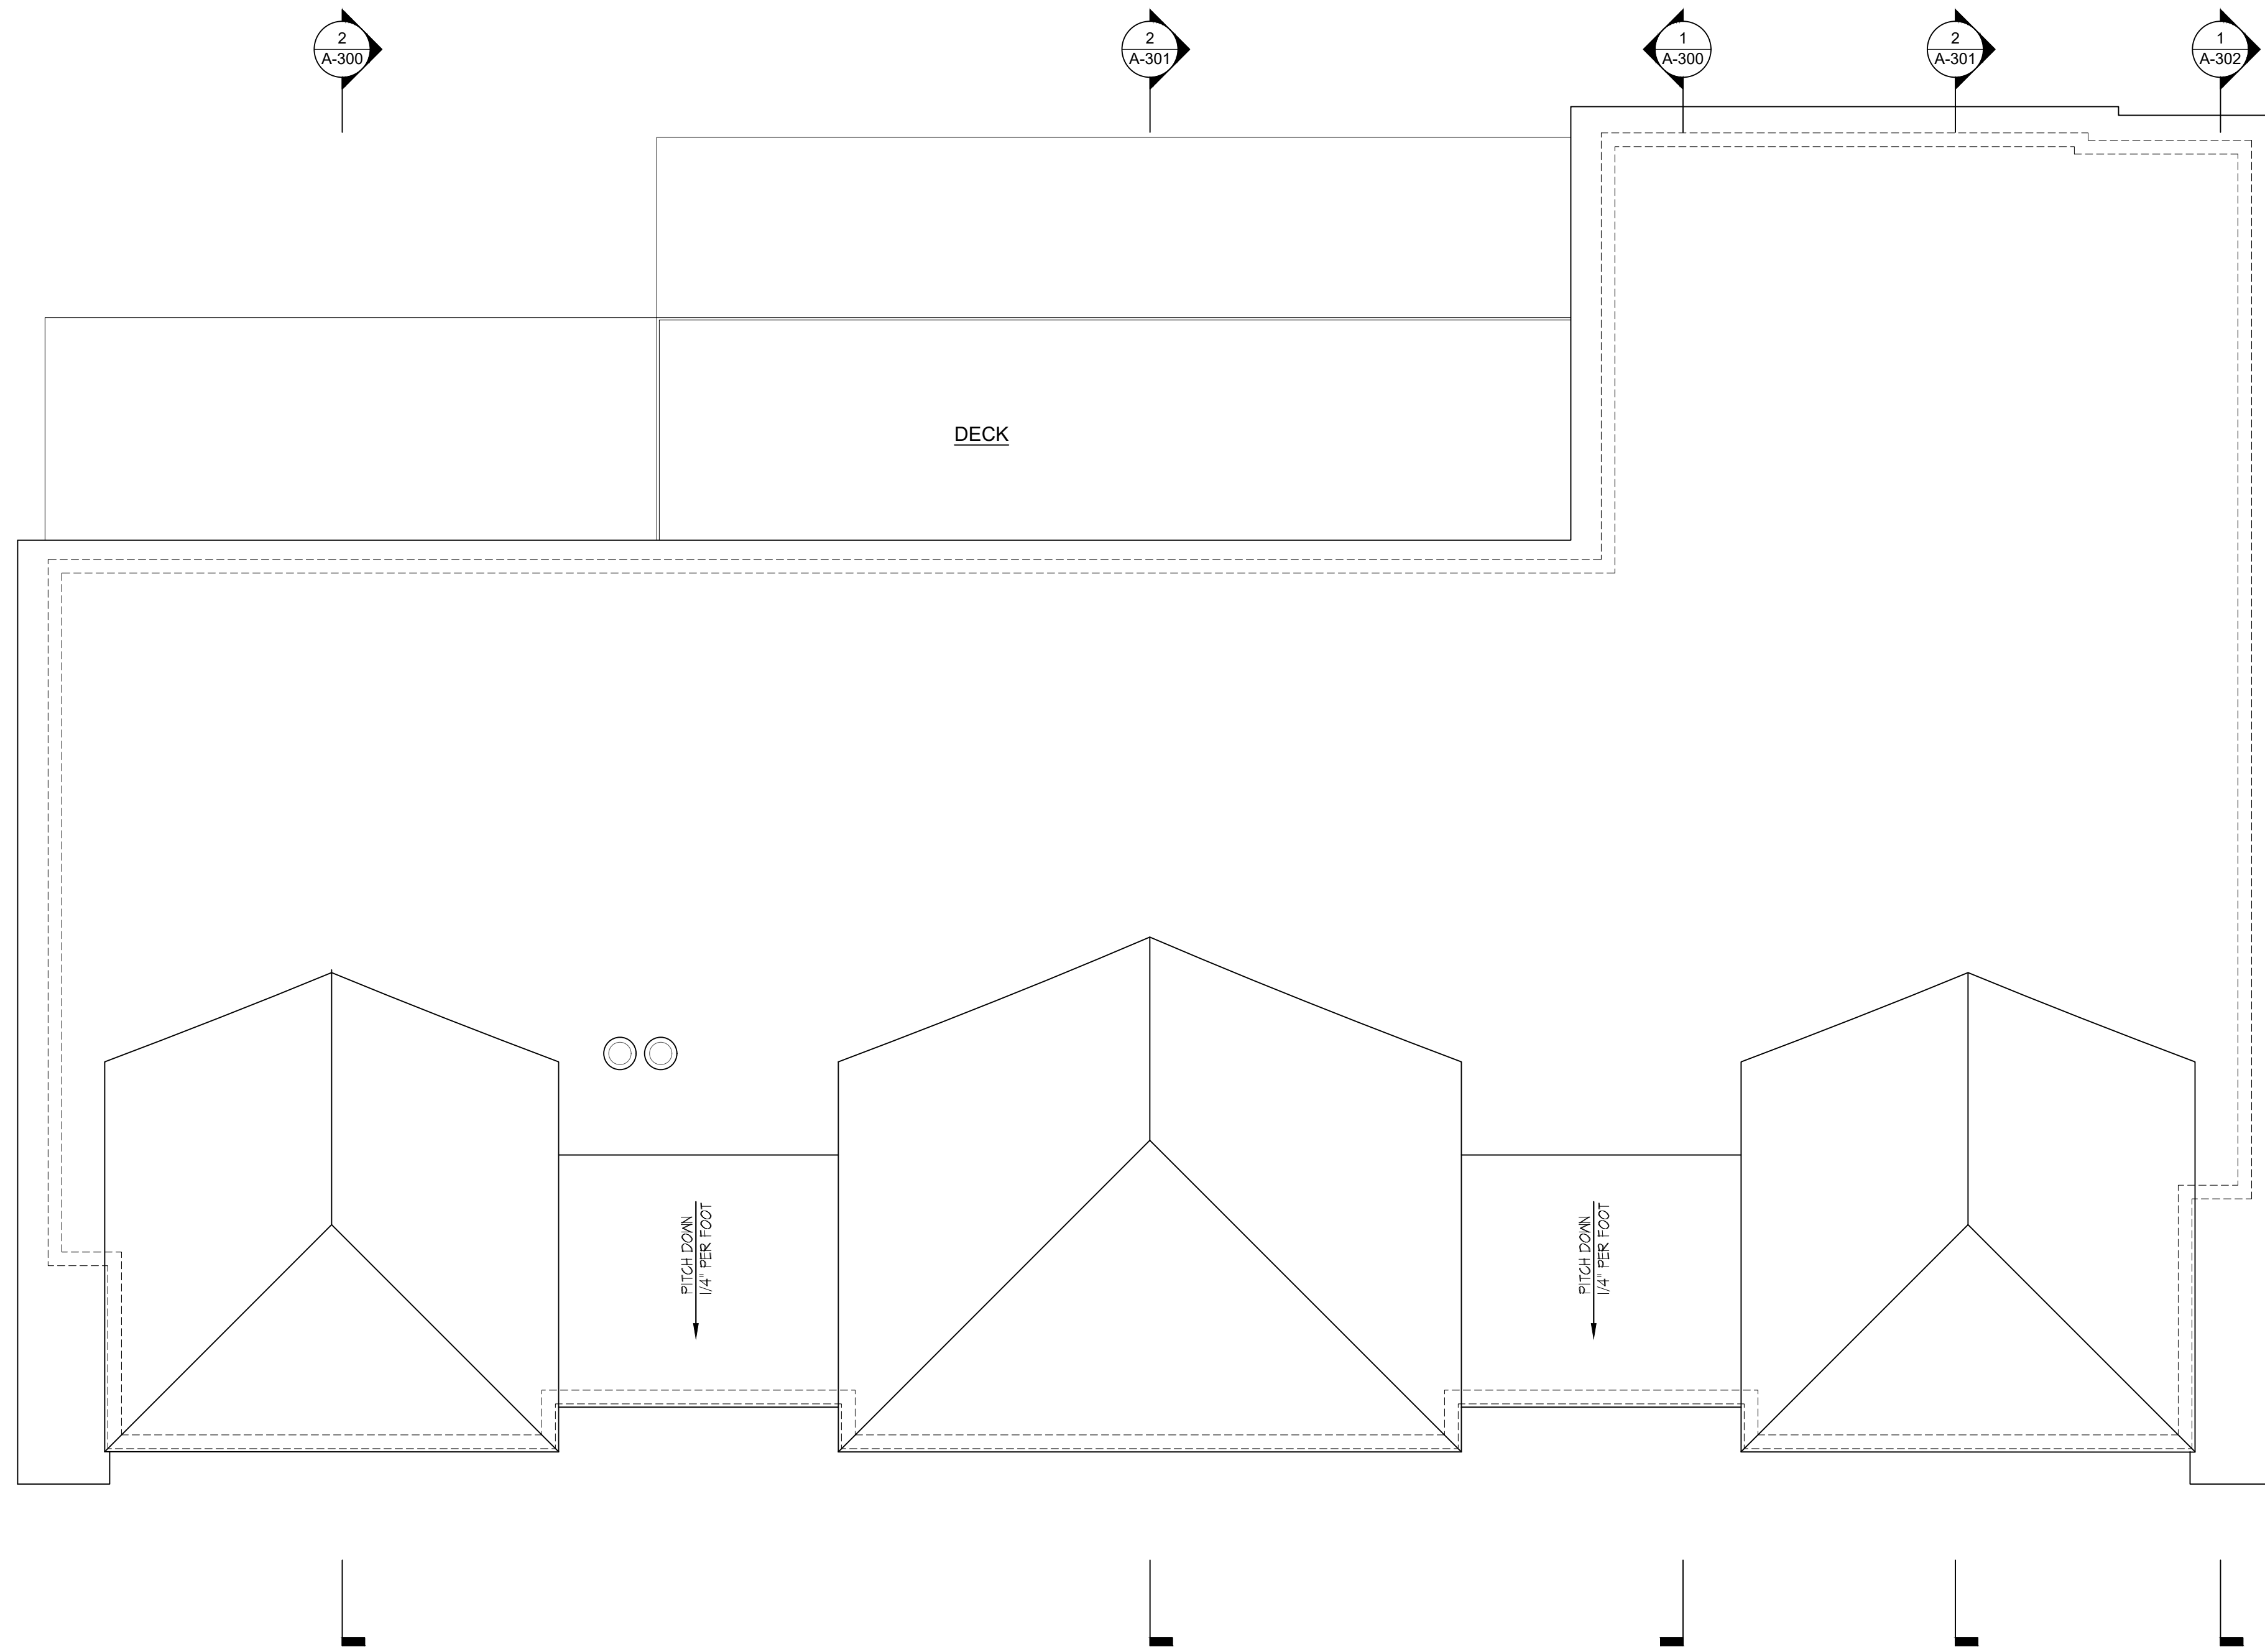 2
A-300
2
A-301
1
A-300
2
A-301
1
A-302
DECK
PITCH DOWN
1/4" PER FOOT
PITCH DOWN
1/4" PER FOOT